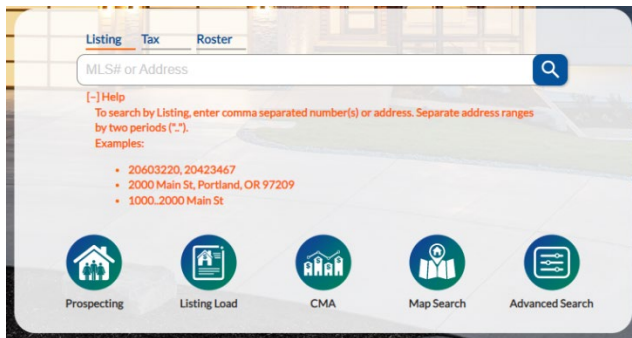 Listing Tax Roster
MLS# or Address
[-] Help
To search by Listing, enter comma separated number(s) or address. Separate address ranges
by two periods ("..").
Examples:
• 20603220, 20423467
• 2000 Main St, Portland, OR 97209
• 1000..2000 Main St
Prospecting Listing Load CMA Map Search Advanced Search